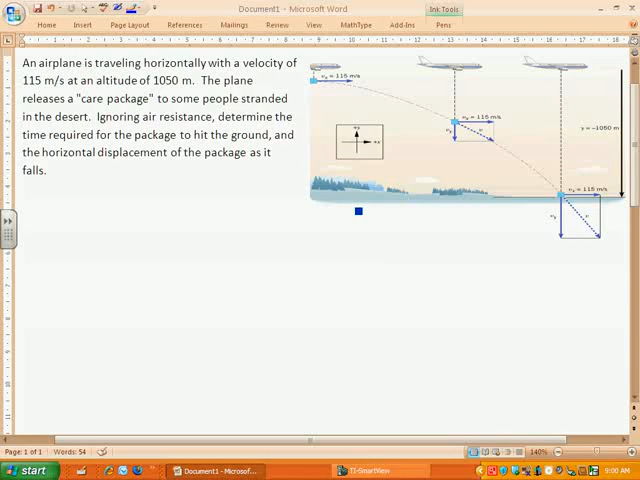 Document1 - Microsoft Word
Ink Tools
Home Insert Page Layout References Mailings Review View MathType Add-Ins Pens
An airplane is traveling horizontally with a velocity of
115 m/s at an altitude of 1050 m.  The plane
releases a "care package" to some people stranded
in the desert.  Ignoring air resistance, determine the
time required for the package to hit the ground, and
the horizontal displacement of the package as it
falls.
vx = 115 m/s
vx = 115 m/s
vy
v
+y
+x
y = -1050 m
vx = 115 m/s
vy
v
Page: 1 of 1 Words: 54 140%
start Document1 - Microsof... TI-SmartView 9:00 AM